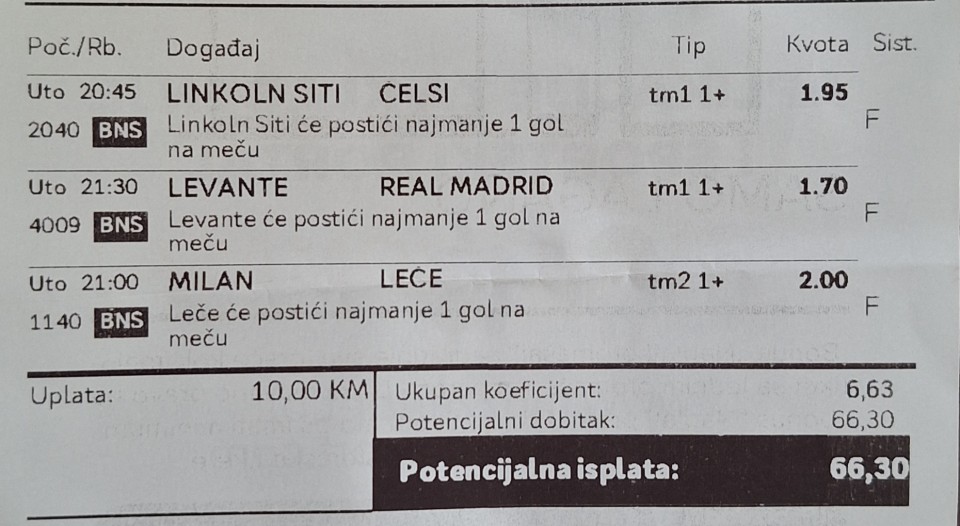 Poč./Rb. Događaj Tip Kvota Sist.
Uto 20:45 LINKOLN SITI ČELSI tm1 1+ 1.95
2040 BNS Linkoln Siti će postići najmanje 1 gol F
na meču
Uto 21:30 LEVANTE REAL MADRID tm1 1+ 1.70
4009 BNS Levante će postići najmanje 1 gol na F
meču
Uto 21:00 MILAN LEČE tm2 1+ 2.00
1140 BNS Leče će postići najmanje 1 gol na F
meču
Uplata: 10,00 KM Ukupan koeficijent: 6,63
Potencijalni dobitak: 66,30
Potencijalna isplata: 66,30